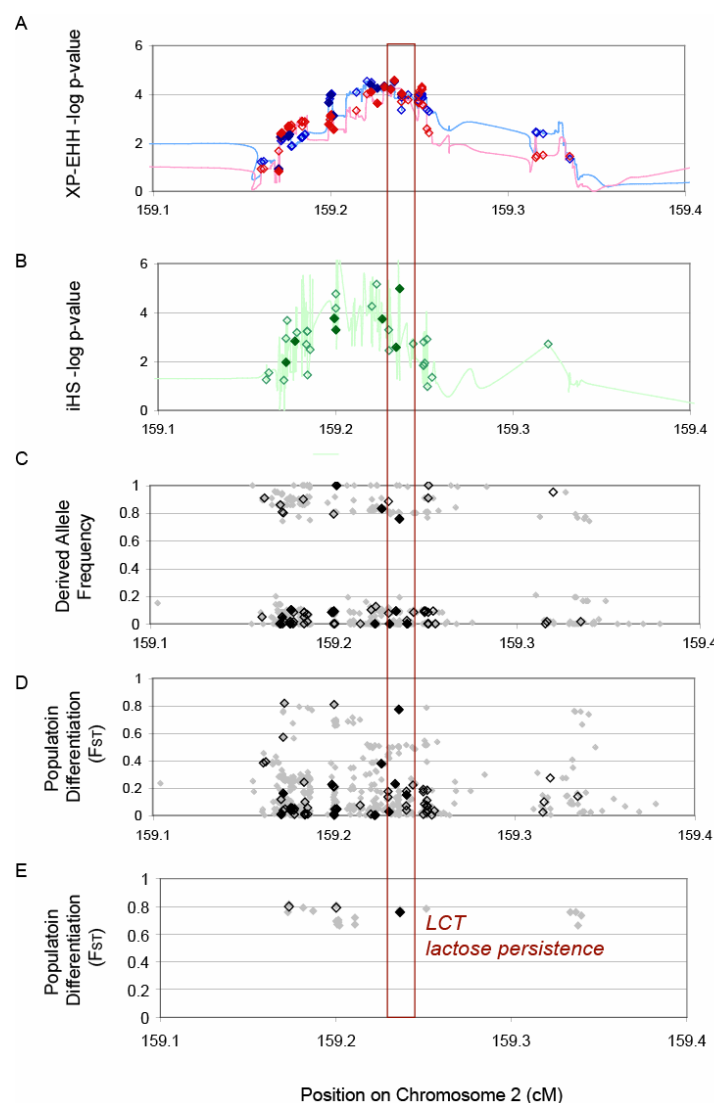 A
XP-EHH -log p-value
6
4
2
0
159.1 159.2 159.3 159.4
B
iHS -log p-value
6
4
2
0
159.1 159.2 159.3 159.4
C
Derived Allele
Frequency
1
0.8
0.6
0.4
0.2
0
159.1 159.2 159.3 159.4
D
Populatoin
Differentiation
(FST)
1
0.8
0.6
0.4
0.2
0
159.1 159.2 159.3 159.4
E
Populatoin
Differentiation
(FST)
1
0.8
0.6
0.4
0.2
0
LCT
lactose persistence
159.1 159.2 159.3 159.4
Position on Chromosome 2 (cM)